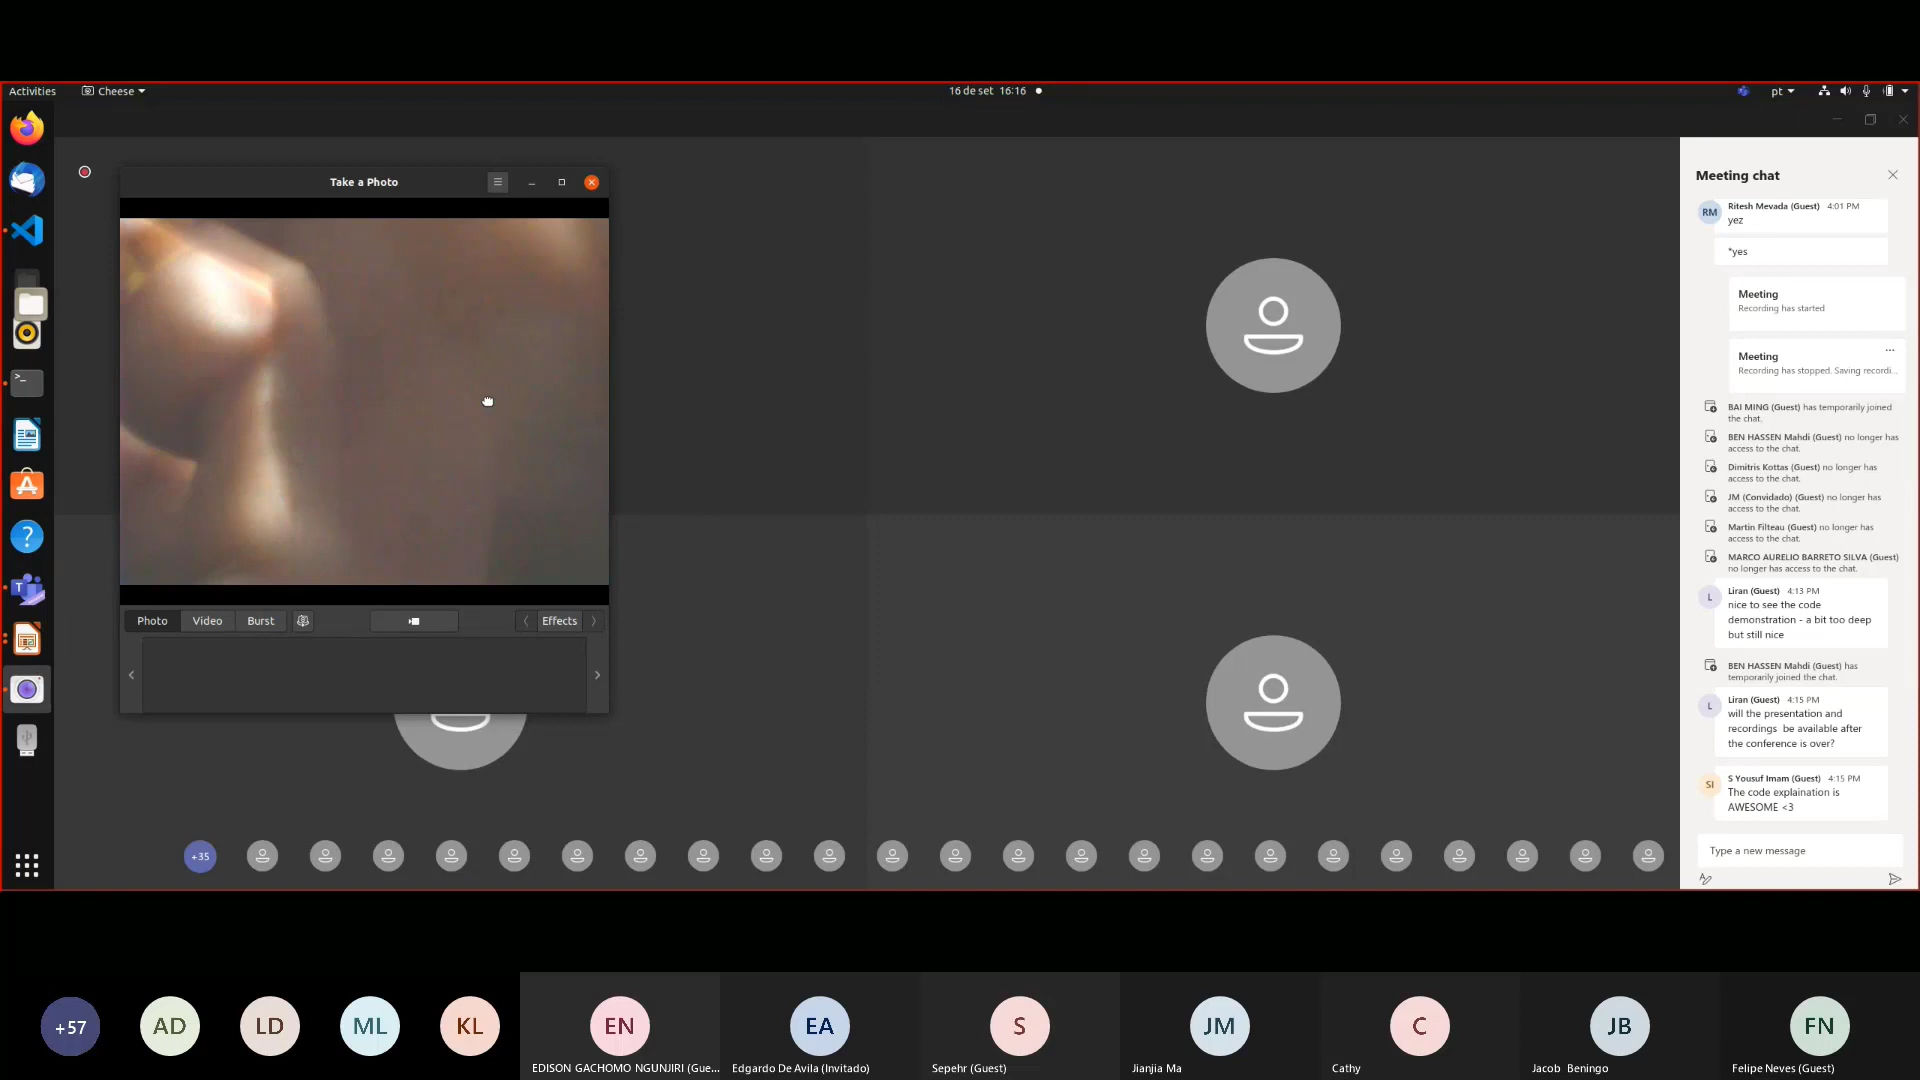 Activities
Cheese
16 de set 16:16
pt
Take a Photo
Photo
Video
Burst
Effects
+35
Meeting chat
RM
Ritesh Mevada (Guest) 4:01 PM
yez
*yes
Meeting
Recording has started
Meeting
...
Recording has stopped. Saving recordi...
BAI MING (Guest) has temporarily joined
the chat.
BEN HASSEN Mahdi (Guest) no longer has
access to the chat.
Dimitris Kottas (Guest) no longer has
access to the chat.
JM (Convidado) (Guest) no longer has
access to the chat.
Martin Filteau (Guest) no longer has
access to the chat.
MARCO AURELIO BARRETO SILVA (Guest)
no longer has access to the chat.
L
Liran (Guest) 4:13 PM
nice to see the code
demonstration - a bit too deep
but still nice
BEN HASSEN Mahdi (Guest) has
temporarily joined the chat.
L
Liran (Guest) 4:15 PM
will the presentation and
recordings be available after
the conference is over?
SI
S Yousuf Imam (Guest) 4:15 PM
The code explaination is
AWESOME <3
Type a new message
+57
AD
LD
ML
KL
EN
EA
S
JM
C
JB
FN
EDISON GACHOMO NGUNJIRI (Gue...
Edgardo De Avila (Invitado)
Sepehr (Guest)
Jianjia Ma
Cathy
Jacob Beningo
Felipe Neves (Guest)